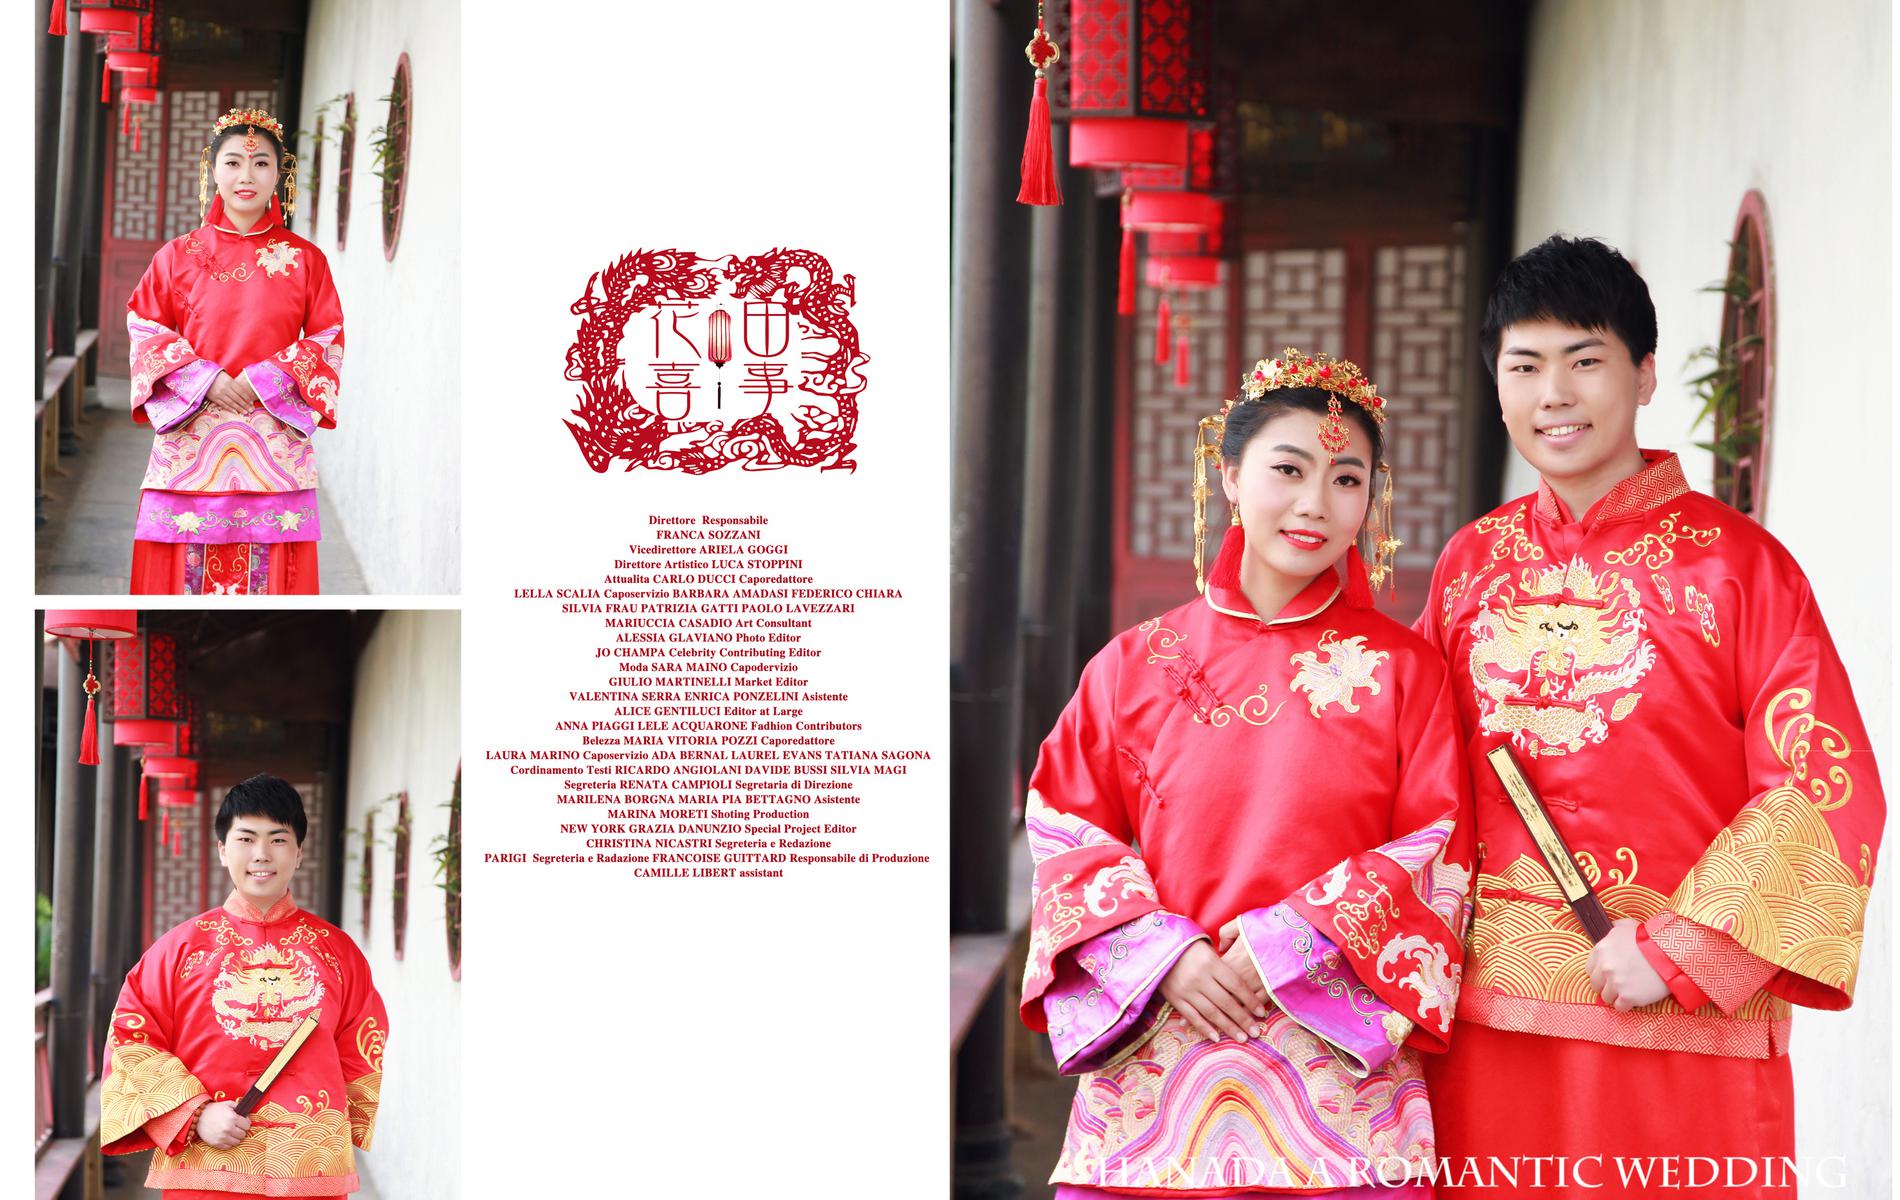 花田
喜事
Direttore Responsabile
FRANCA SOZZANI
Vicedirettore ARIELA GOGGI
Direttore Artistico LUCA STOPPINI
Attualita CARLO DUCCI Caporedattore
LELLA SCALIA Caposervizio BARBARA AMADASI FEDERICO CHIARA
SILVIA FRAU PATRIZIA GATTI PAOLO LAVEZZARI
MARIUCCIA CASADIO Art Consultant
ALESSIA GLAVIANO Photo Editor
JO CHAMPA Celebrity Contributing Editor
Moda SARA MAINO Capodervizio
GIULIO MARTINELLI Market Editor
VALENTINA SERRA ENRICA PONZELINI Asistente
ALICE GENTILUCI Editor at Large
ANNA PIAGGI LELE ACQUARONE Fadhion Contributors
Belezza MARIA VITORIA POZZI Caporedattore
LAURA MARINO Caposervizio ADA BERNAL LAUREL EVANS TATIANA SAGONA
Cordinamento Testi RICARDO ANGIOLANI DAVIDE BUSSI SILVIA MAGI
Segreteria RENATA CAMPIOLI Segretaria di Direzione
MARILENA BORGNA MARIA PIA BETTAGNO Asistente
MARINA MORETI Shoting Production
NEW YORK GRAZIA DANUNZIO Special Project Editor
CHRISTINA NICASTRI Segreteria e Redazione
PARIGI Segreteria e Radazione FRANCOISE GUITTARD Responsabile di Produzione
CAMILLE LIBERT assistant
HANADA A ROMANTIC WEDDING